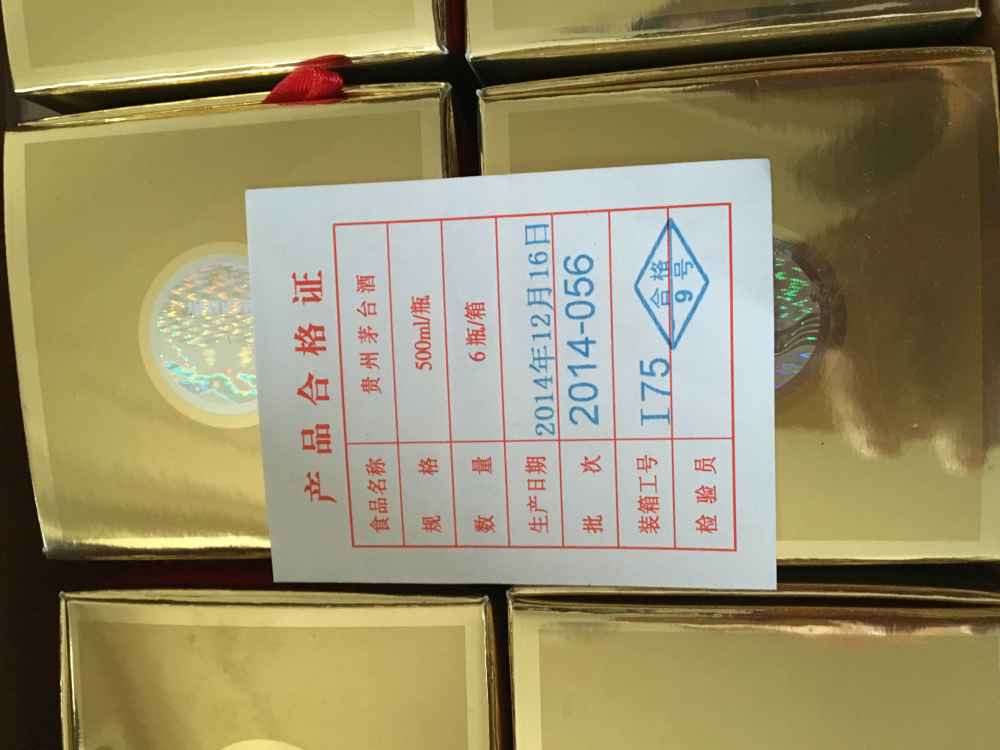 产品合格证
食品名称 贵州茅台酒
规格 500ml/瓶
数量 6瓶/箱
生产日期 2014年12月16日
批次 2014-056
装箱工号 I75
检验员 合格 9号